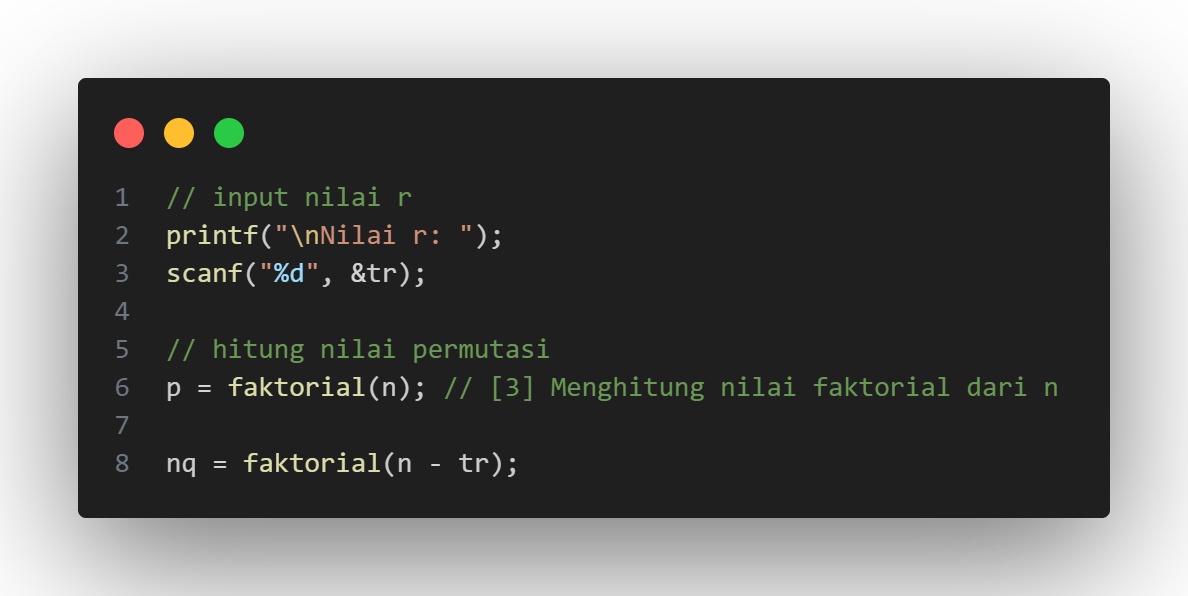 1 // input nilai r
2 printf("\nNilai r: ");
3 scanf("%d", &tr);
4
5 // hitung nilai permutasi
6 p = faktorial(n); // [3] Menghitung nilai faktorial dari n
7
8 nq = faktorial(n - tr);